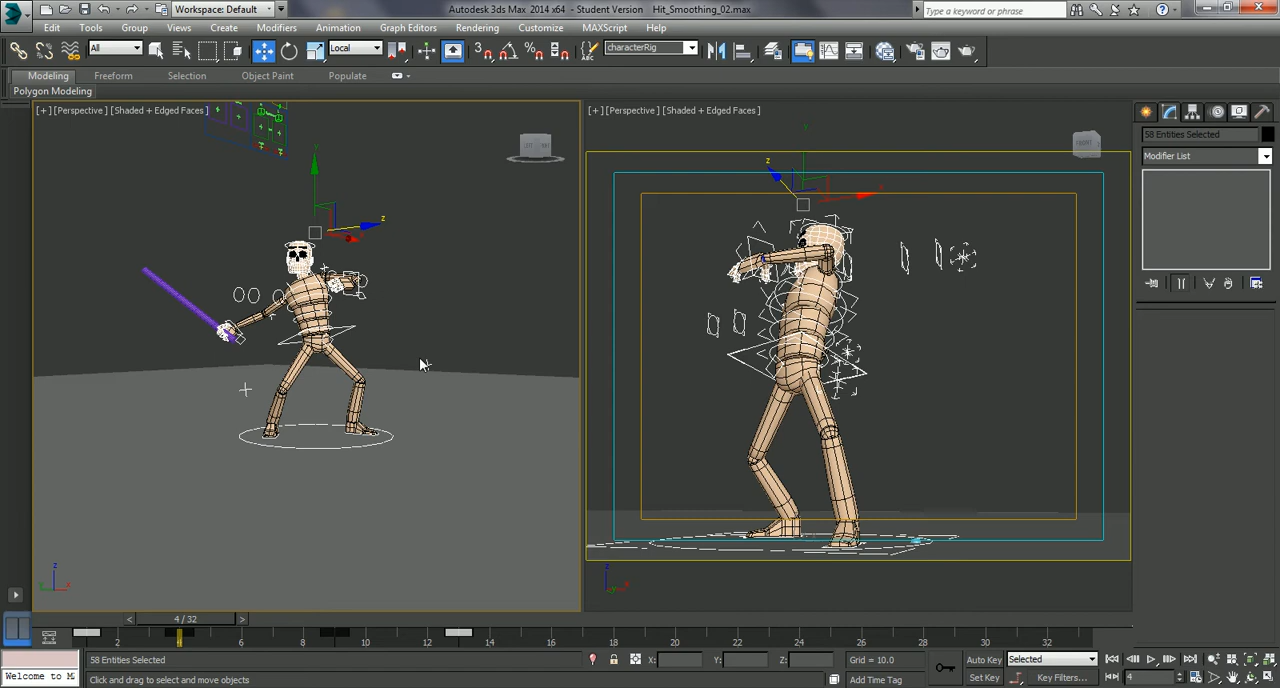 Workspace: Default
Autodesk 3ds Max 2014 x64 - Student Version Hit_Smoothing_02.max
Type a keyword or phrase
Edit Tools Group Views Create Modifiers Animation Graph Editors Rendering Customize MAXScript Help
All Local characterRig
Modeling Freeform Selection Object Paint Populate
Polygon Modeling
[+] [Perspective] [Shaded + Edged Faces] [+] [Perspective] [Shaded + Edged Faces]
58 Entities Selected
Modifier List
FRONT
z
y
x
4 / 32
2 4 8 10 14 16 18 20 22 24 26 28 30 32
58 Entities Selected X: Y: Z: Grid = 10.0 Auto Key Selected
Welcome to M Click and drag to select and move objects Add Time Tag Set Key Key Filters... 4